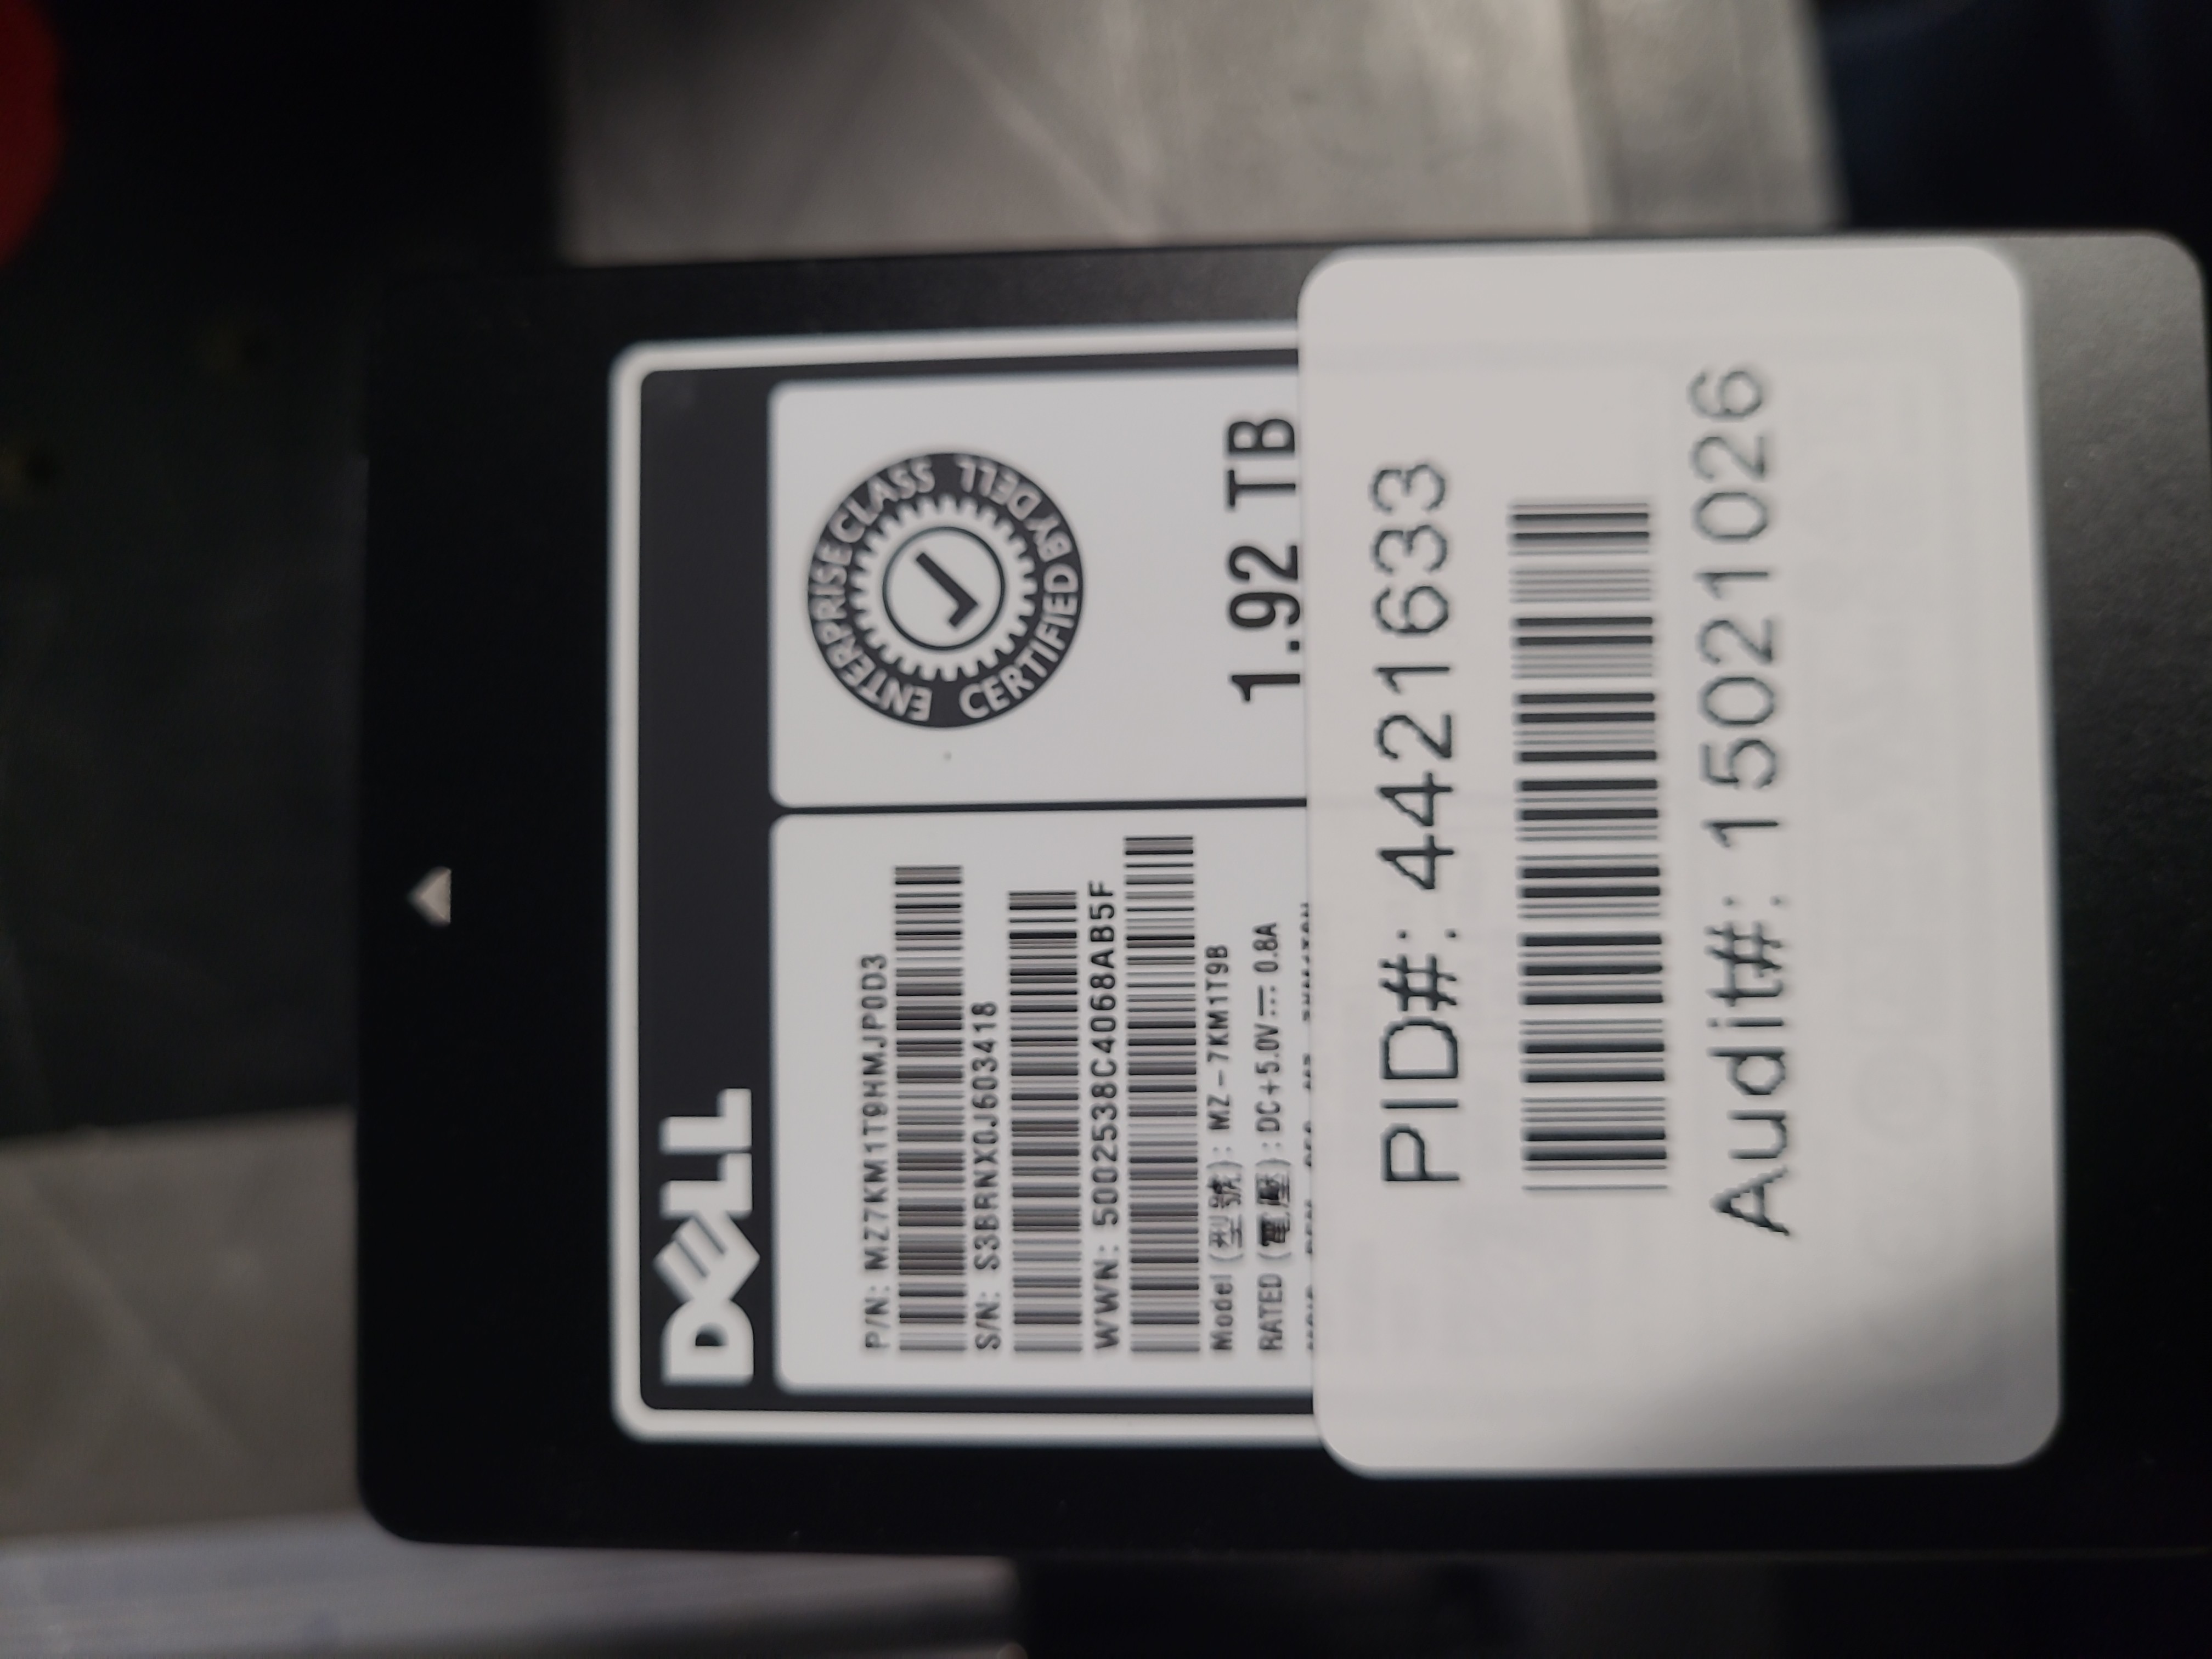 DELL
P/N: MZ7KM1T9HMJP0D3
S/N: S3BRNX0J603418
WWN: 5002538C4068AB5F
Model (型號): MZ-7KM1T9B
RATED (電壓): DC+5.0V⎓ 0.8A
ENTERPRISE CLASS
CERTIFIED BY DELL
1.92 TB
PID#: 4421633
Audit#: 15021026